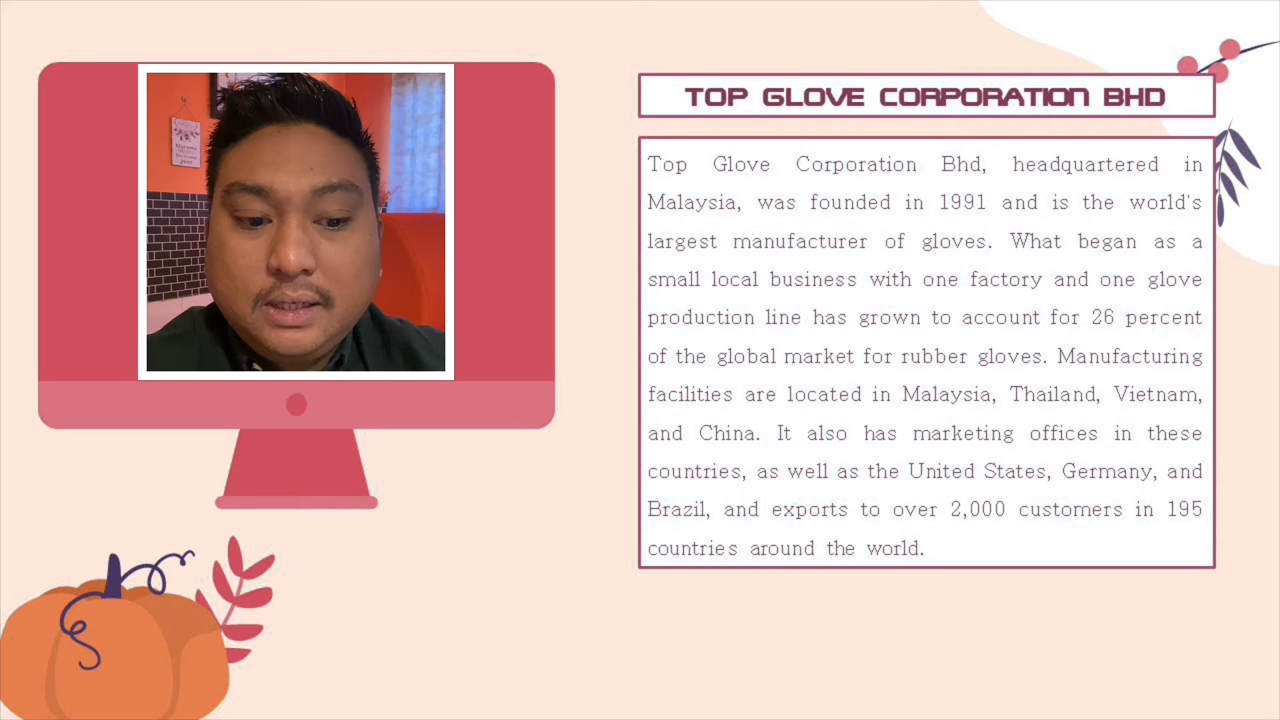 TOP GLOVE CORPORATION BHD
Top Glove Corporation Bhd, headquartered in
Malaysia, was founded in 1991 and is the world's
largest manufacturer of gloves. What began as a
small local business with one factory and one glove
production line has grown to account for 26 percent
of the global market for rubber gloves. Manufacturing
facilities are located in Malaysia, Thailand, Vietnam,
and China. It also has marketing offices in these
countries, as well as the United States, Germany, and
Brazil, and exports to over 2,000 customers in 195
countries around the world.